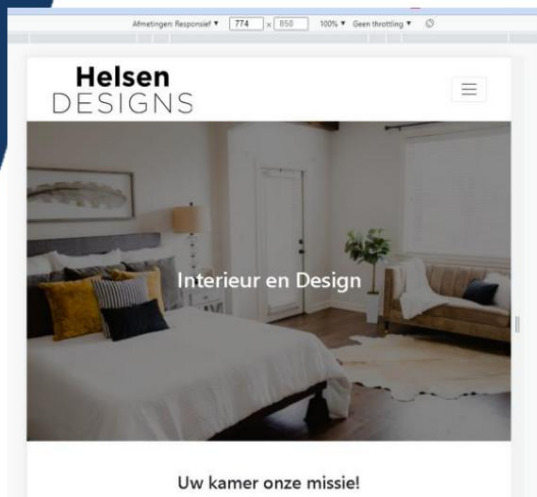 Afmetingen: Responsief ▼ 774 x 850 100% ▼ Geen throttling ▼
Helsen
DESIGNS
Interieur en Design
Uw kamer onze missie!